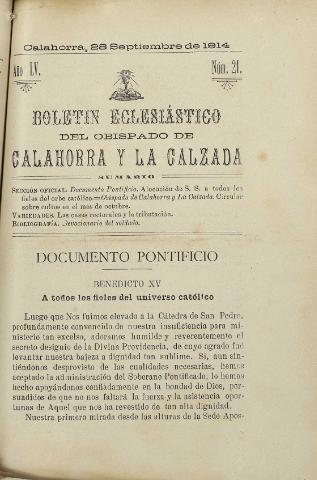 Calahorra, 28 Septiembre de 1914
Año LV. Núm. 21.
BOLETIN ECLESIÁSTICO
DEL OBISPADO DE
CALAHORRA Y LA CALZADA
SUMARIO
SECCIÓN OFICIAL. Documento Pontificio. Alocución de S. S. a todos los
fieles del orbe católico.=Obispado de Calahorra y La Calzada. Circular
sobre cultos en el mes de octubre.
VARIEDADES. Las casas rectorales y la tributación.
BIBLIOGRAFÍA. Devocionario del soldado.
DOCUMENTO PONTIFICIO
BENEDICTO XV
A todos los fieles del universo católico
Luego que Nos fuimos elevado a la Cátedra de San Pedro,
profundamente convencido de nuestra insuficiencia para mi-
nisterio tan excelso, adoramos humilde y reverentemente el
secreto designio de la Divina Providencia, de cuyo agrado fué
levantar nuestra bajeza a dignidad tan sublime. Si, aun sin-
tiéndonos desprovisto de las cualidades necesarias, hemos
aceptado la administración del Soberano Pontificado, lo hemos
hecho apoyándonos confiadamente en la bondad de Dios, per-
suadidos de que no nos faltará la fuerza y la asistencia opor-
tunas de Aquel que nos ha revestido de tan alta dignidad.
Nuestra primera mirada desde las alturas de la Sede Apos-